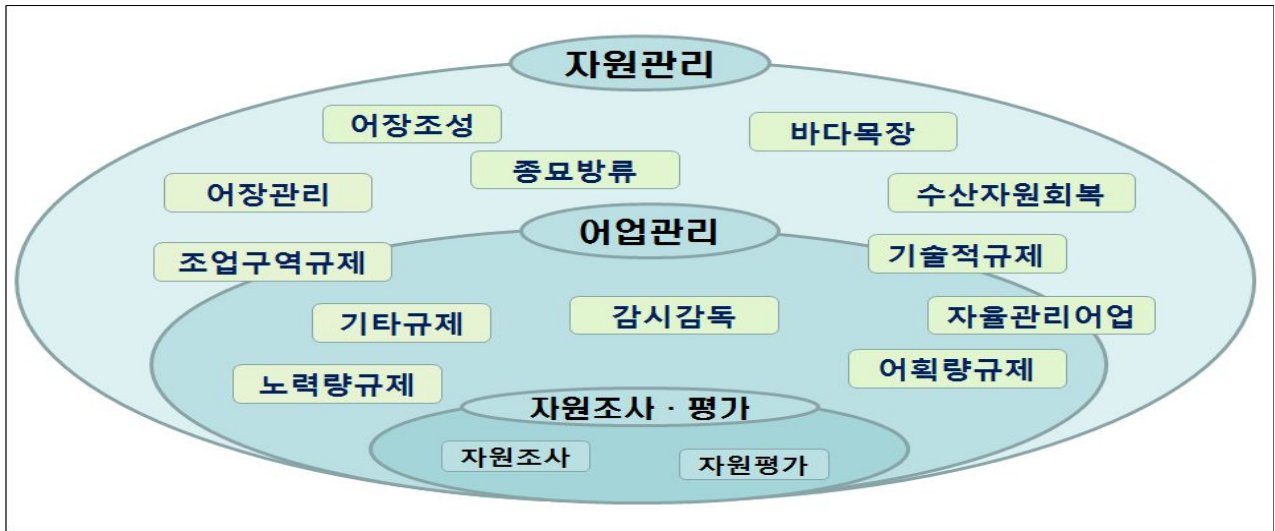 자원관리
어장조성
바다목장
종묘방류
어장관리
수산자원회복
어업관리
조업구역규제
기술적규제
기타규제
감시감독
자율관리어업
노력량규제
어획량규제
자원조사 · 평가
자원조사
자원평가